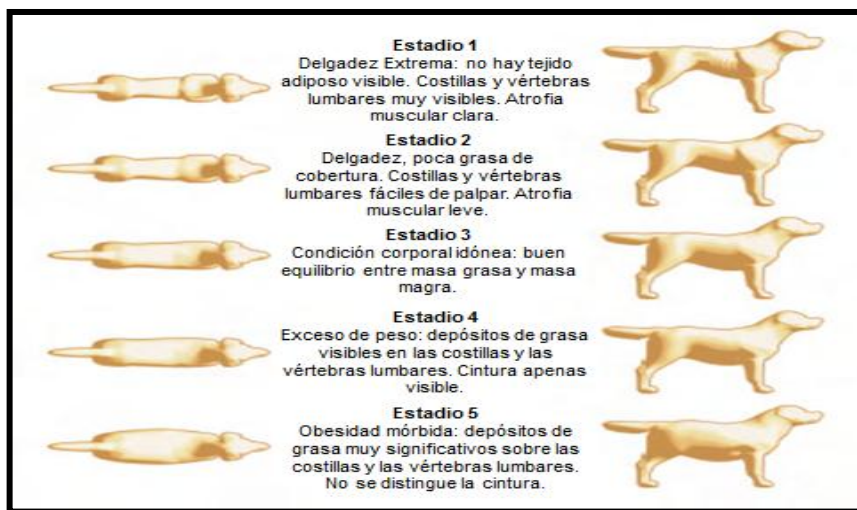 Estadio 1
Delgadez Extrema: no hay tejido
adiposo visible. Costillas y vértebras
lumbares muy visibles. Atrofia
muscular clara.
Estadio 2
Delgadez, poca grasa de
cobertura. Costillas y vértebras
lumbares fáciles de palpar. Atrofia
muscular leve.
Estadio 3
Condición corporal idónea: buen
equilibrio entre masa grasa y masa
magra.
Estadio 4
Exceso de peso: depósitos de grasa
visibles en las costillas y las
vértebras lumbares. Cintura apenas
visible.
Estadio 5
Obesidad mórbida: depósitos de
grasa muy significativos sobre las
costillas y las vértebras lumbares.
No se distingue la cintura.